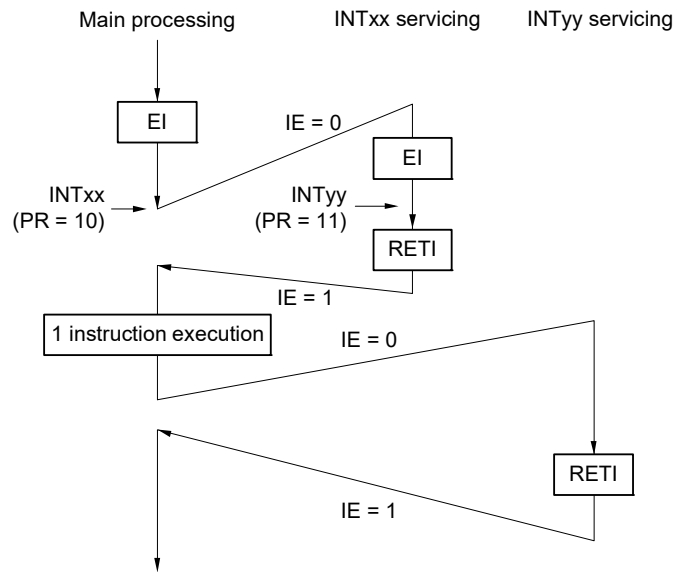 Main processing
INTxx servicing
INTyy servicing
EI
IE = 0
EI
INTxx
(PR = 10)
INTyy
(PR = 11)
RETI
IE = 1
1 instruction execution
IE = 0
RETI
IE = 1